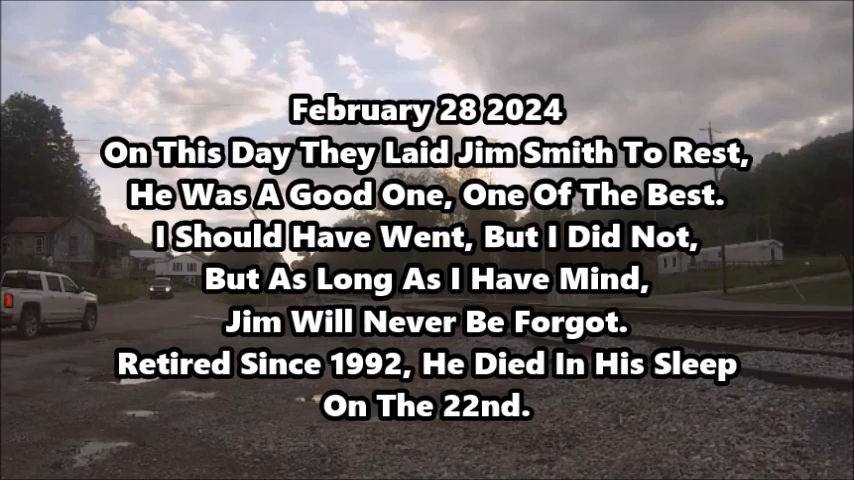 February 28 2024
On This Day They Laid Jim Smith To Rest,
He Was A Good One, One Of The Best.
I Should Have Went, But I Did Not,
But As Long As I Have Mind,
Jim Will Never Be Forgot.
Retired Since 1992, He Died In His Sleep
On The 22nd.